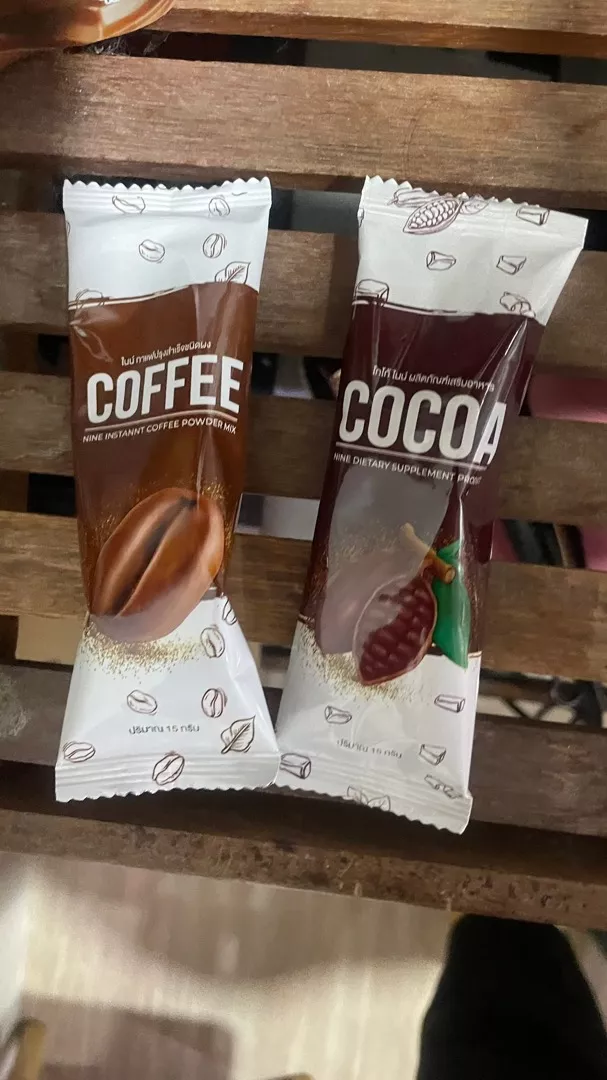 ไนน์ กาแฟปรุงสำเร็จชนิดผง
COFFEE
NINE INSTANNT COFFEE POWDER MIX
ปริมาณ 15 กรัม
โกโก้ ไนน์ ผลิตภัณฑ์เสริมอาหาร
COCOA
NINE DIETARY SUPPLEMENT
ปริมาณ 15 กรัม